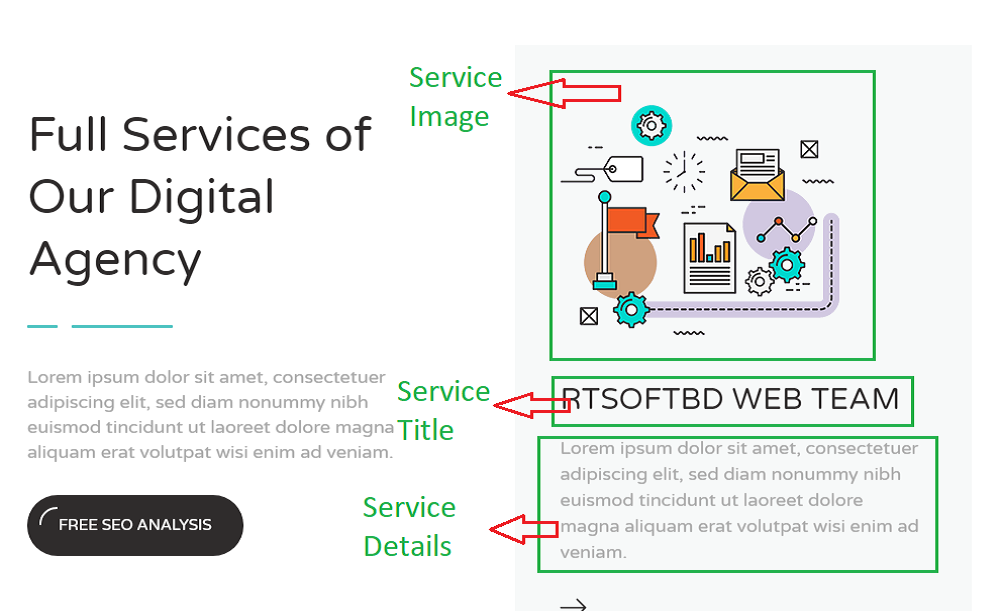 Full Services of
Our Digital
Agency
Lorem ipsum dolor sit amet, consectetuer
adipiscing elit, sed diam nonummy nibh
euismod tincidunt ut laoreet dolore magna
aliquam erat volutpat wisi enim ad veniam.
FREE SEO ANALYSIS
Service
Image
Service
Title
RTSOFTBD WEB TEAM
Service
Details
Lorem ipsum dolor sit amet, consectetuer
adipiscing elit, sed diam nonummy nibh
euismod tincidunt ut laoreet dolore
magna aliquam erat volutpat wisi enim ad
veniam.